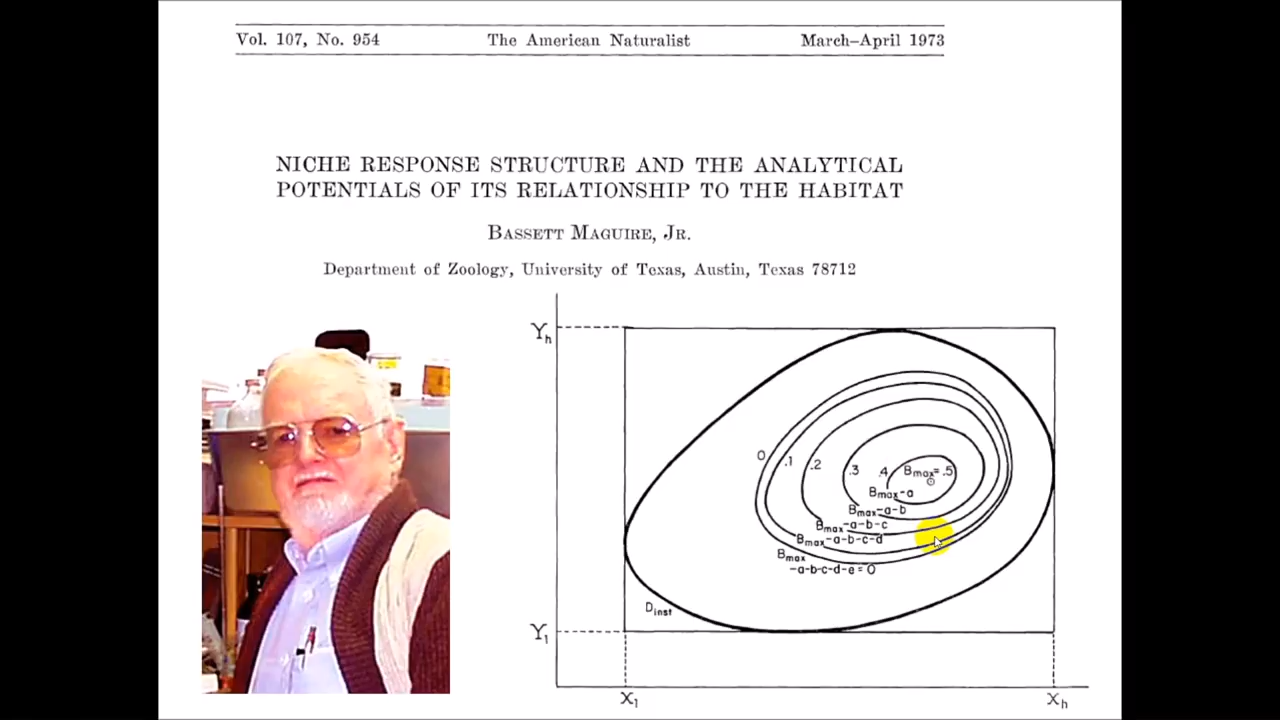 Vol. 107, No. 954 The American Naturalist March–April 1973
NICHE RESPONSE STRUCTURE AND THE ANALYTICAL
POTENTIALS OF ITS RELATIONSHIP TO THE HABITAT
Bassett Maguire, Jr.
Department of Zoology, University of Texas, Austin, Texas 78712
Yh
0 .1 .2 .3 .4 Bmax=.5
Bmax-a
Bmax-a-b
Bmax-a-b-c
Bmax-a-b-c-d
Bmax
-a-b-c-d-e=0
Dinst
Y1
X1 Xh